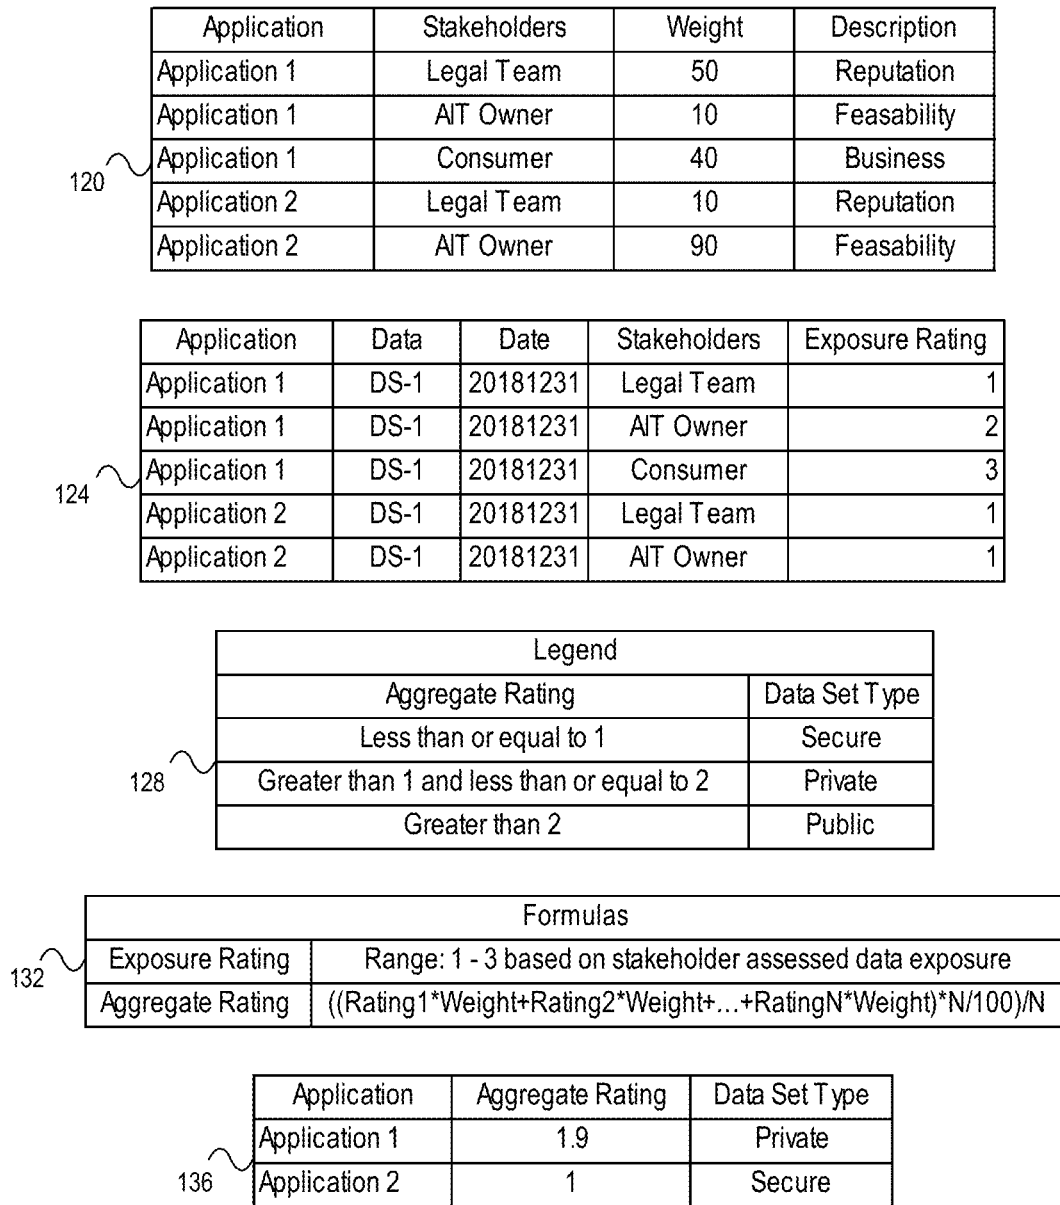 Application Stakeholders Weight Description
Application 1 Legal Team 50 Reputation
Application 1 AIT Owner 10 Feasability
120 Application 1 Consumer 40 Business
Application 2 Legal Team 10 Reputation
Application 2 AIT Owner 90 Feasability
Application Data Date Stakeholders Exposure Rating
Application 1 DS-1 20181231 Legal Team 1
Application 1 DS-1 20181231 AIT Owner 2
124 Application 1 DS-1 20181231 Consumer 3
Application 2 DS-1 20181231 Legal Team 1
Application 2 DS-1 20181231 AIT Owner 1
Legend
Aggregate Rating Data Set Type
Less than or equal to 1 Secure
128 Greater than 1 and less than or equal to 2 Private
Greater than 2 Public
Formulas
132 Exposure Rating Range: 1 - 3 based on stakeholder assessed data exposure
Aggregate Rating ((Rating1*Weight+Rating2*Weight+...+RatingN*Weight)*N/100)/N
Application Aggregate Rating Data Set Type
Application 1 1.9 Private
136 Application 2 1 Secure